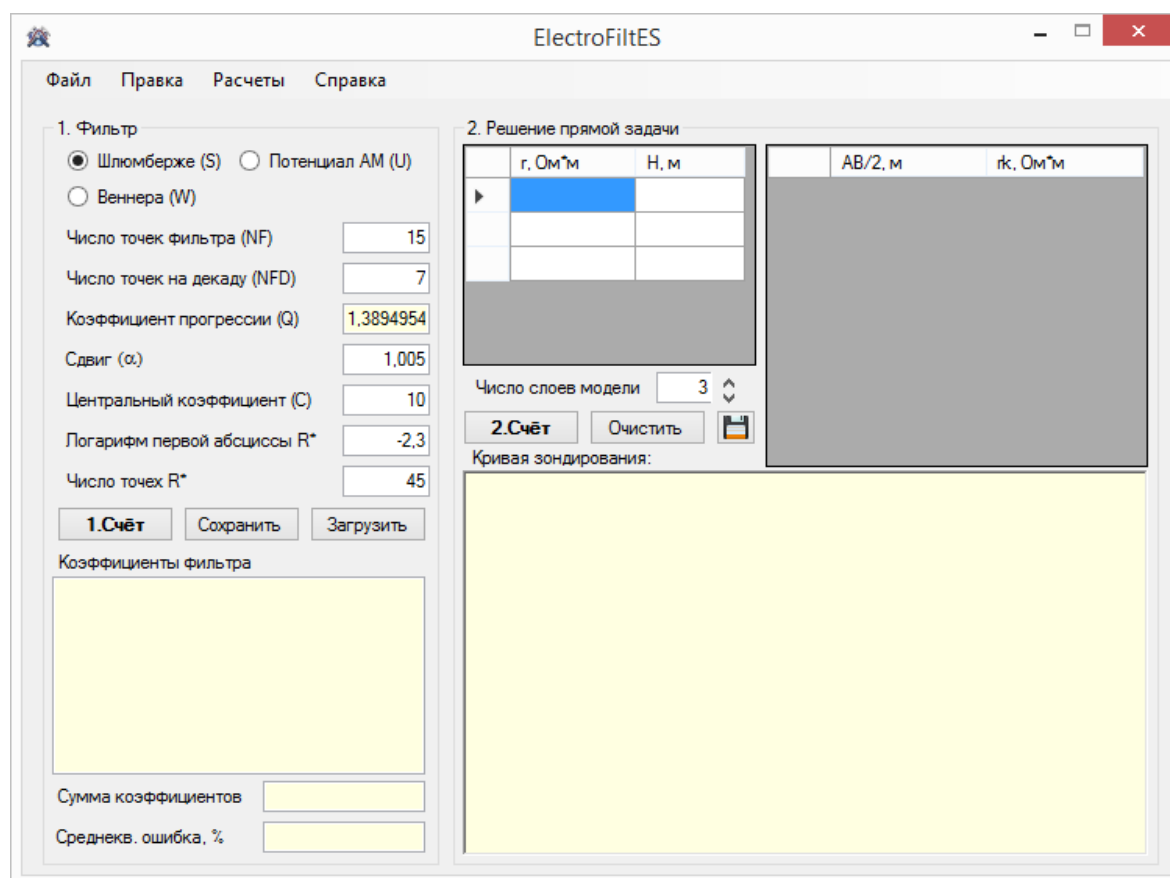 ElectroFiltES
Файл Правка Расчеты Справка
1. Фильтр
Шлюмберже (S) Потенциал AM (U)
Веннера (W)
Число точек фильтра (NF) 15
Число точек на декаду (NFD) 7
Коэффициент прогрессии (Q) 1,3894954
Сдвиг (α) 1,005
Центральный коэффициент (C) 10
Логарифм первой абсциссы R* -2,3
Число точех R* 45
1.Счёт Сохранить Загрузить
Коэффициенты фильтра
Сумма коэффициентов
Среднекв. ошибка, %
2. Решение прямой задачи
r, Ом*м H, м
AB/2, м rk, Ом*м
Число слоев модели 3
2.Счёт Очистить
Кривая зондирования: